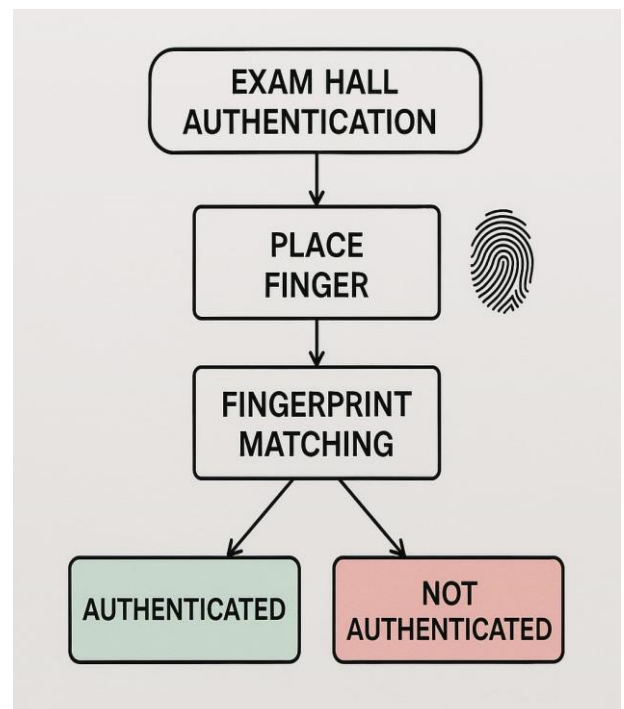 EXAM HALL
AUTHENTICATION
PLACE
FINGER
FINGERPRINT
MATCHING
AUTHENTICATED
NOT
AUTHENTICATED